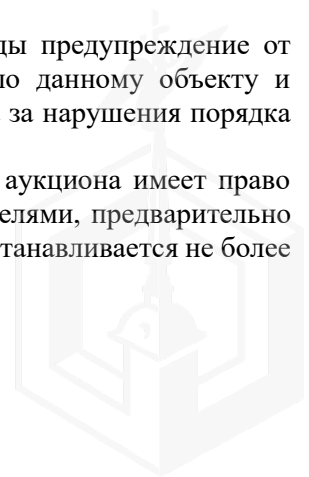 ды предупреждение от
данному объекту и
за нарушения порядка
аукциона имеет право
елями, предварительно
танавливается не более